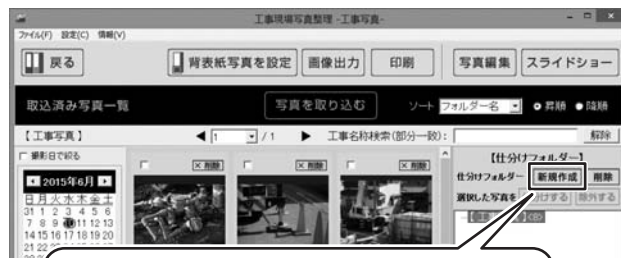 工事現場写真整理 -工事写真-
ファイル(F) 設定(C) 情報(V)
戻る 背表紙写真を設定 画像出力 印刷 写真編集 スライドショー
取込済み写真一覧 写真を取り込む ソート フォルダー名 昇順 降順
【工事写真】 1 / 1 工事名称検索(部分一致): 解除
撮影日で絞る × 削除 × 削除 × 削除 【仕分けフォルダー】
2015年6月 仕分けフォルダー 新規作成 削除
日 月 火 水 木 金 土 選択した写真を 分けする 除外する
31 1 2 3 4 5 6
7 8 9 11 12 13
14 15 16 17 18 19 20
21 22